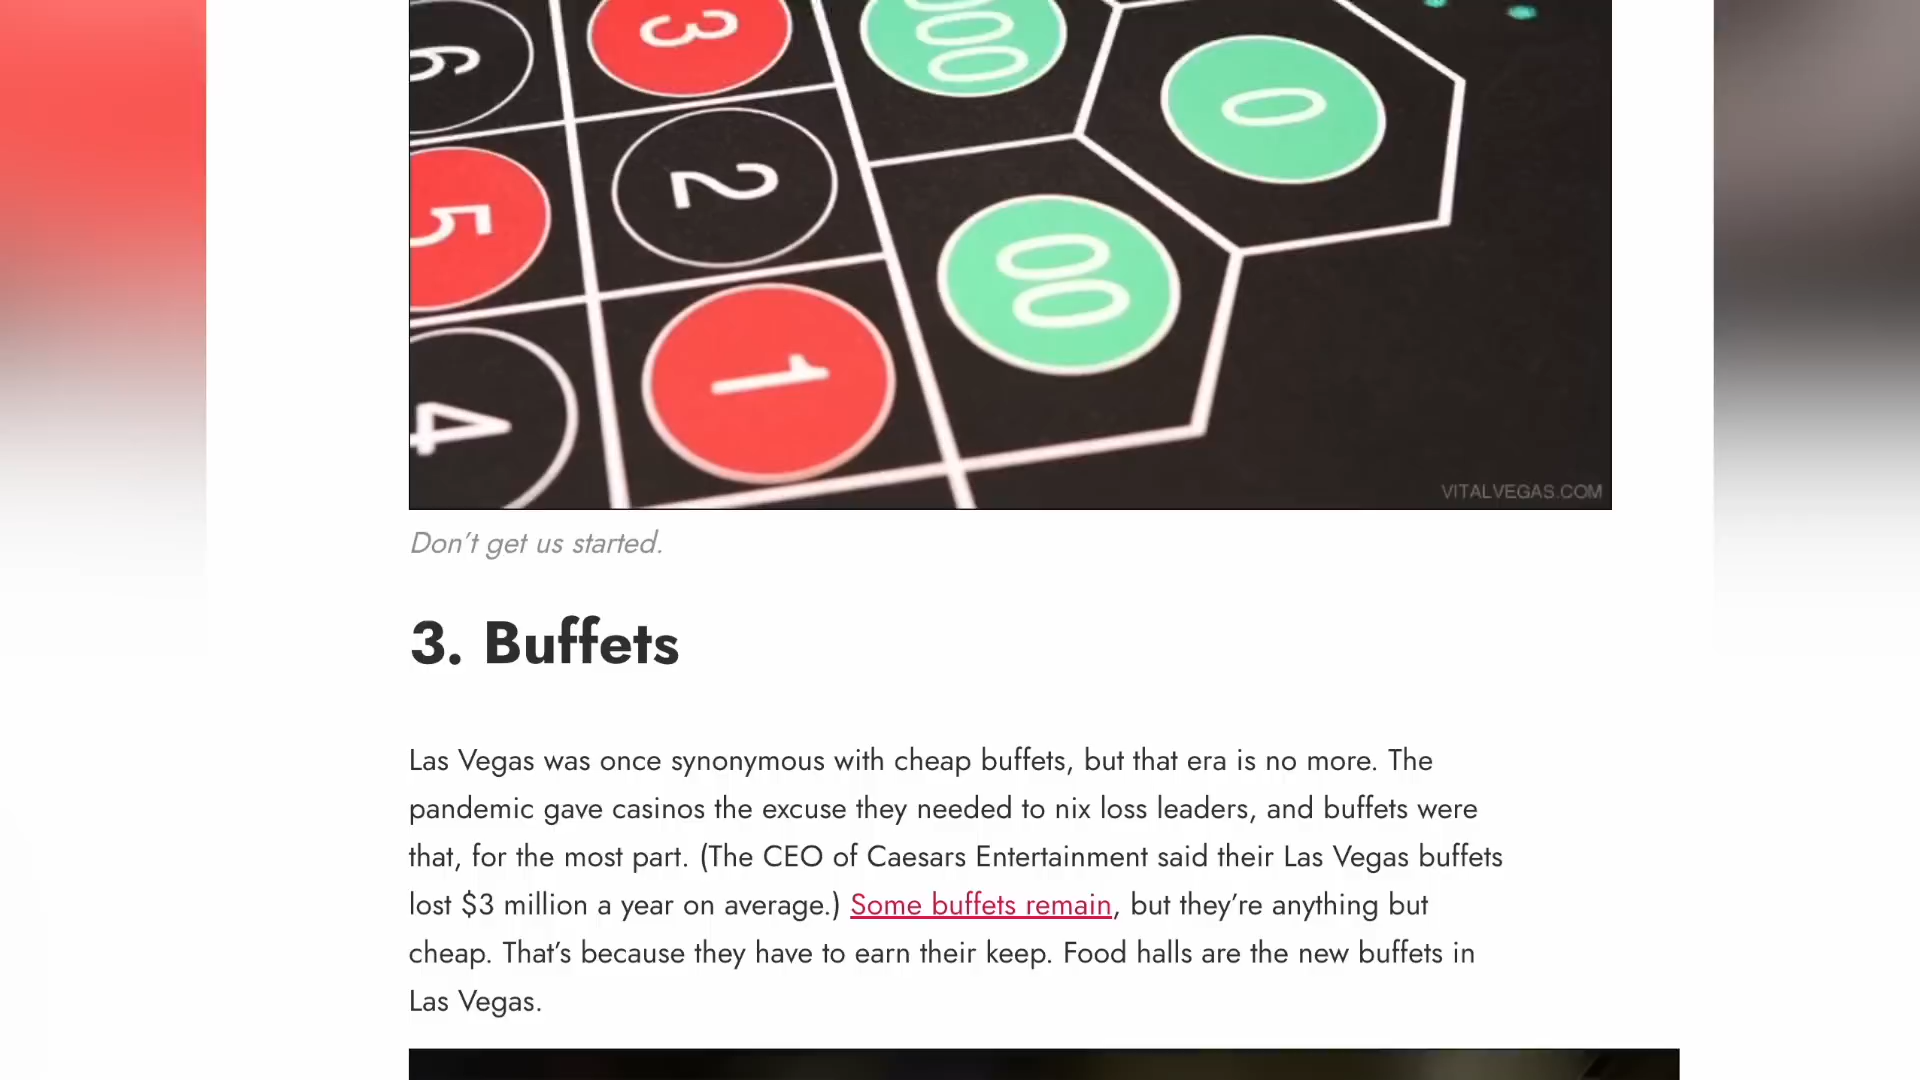 6
3
000
0
5
2
00
4
1
VITALVEGAS.COM
Don’t get us started.
3. Buffets
Las Vegas was once synonymous with cheap buffets, but that era is no more. The
pandemic gave casinos the excuse they needed to nix loss leaders, and buffets were
that, for the most part. (The CEO of Caesars Entertainment said their Las Vegas buffets
lost $3 million a year on average.) Some buffets remain, but they’re anything but
cheap. That’s because they have to earn their keep. Food halls are the new buffets in
Las Vegas.